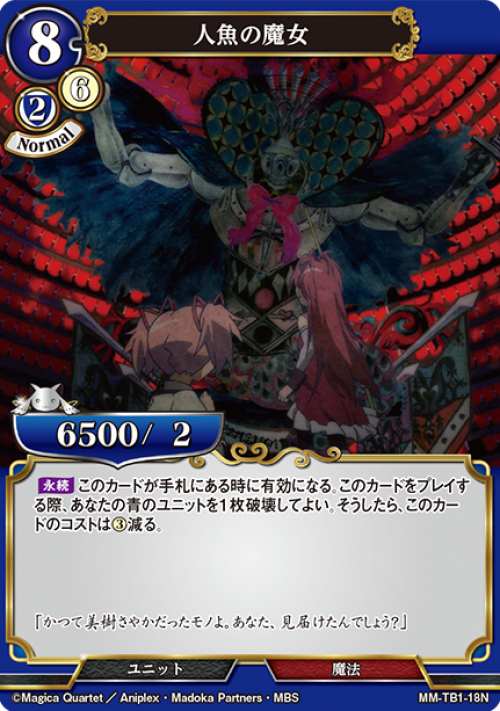 8
人魚の魔女
2
6
Normal
6500/ 2
永続 このカードが手札にある時に有効になる。このカードをプレイす
る際、あなたの青のユニットを1枚破壊してよい。そうしたら、このカー
ドのコストは③減る。
「かつて美樹さやかだったモノよ。あなた、見届けたんでしょう?」
ユニット
魔法
©Magica Quartet／Aniplex・Madoka Partners・MBS
MM-TB1-18N